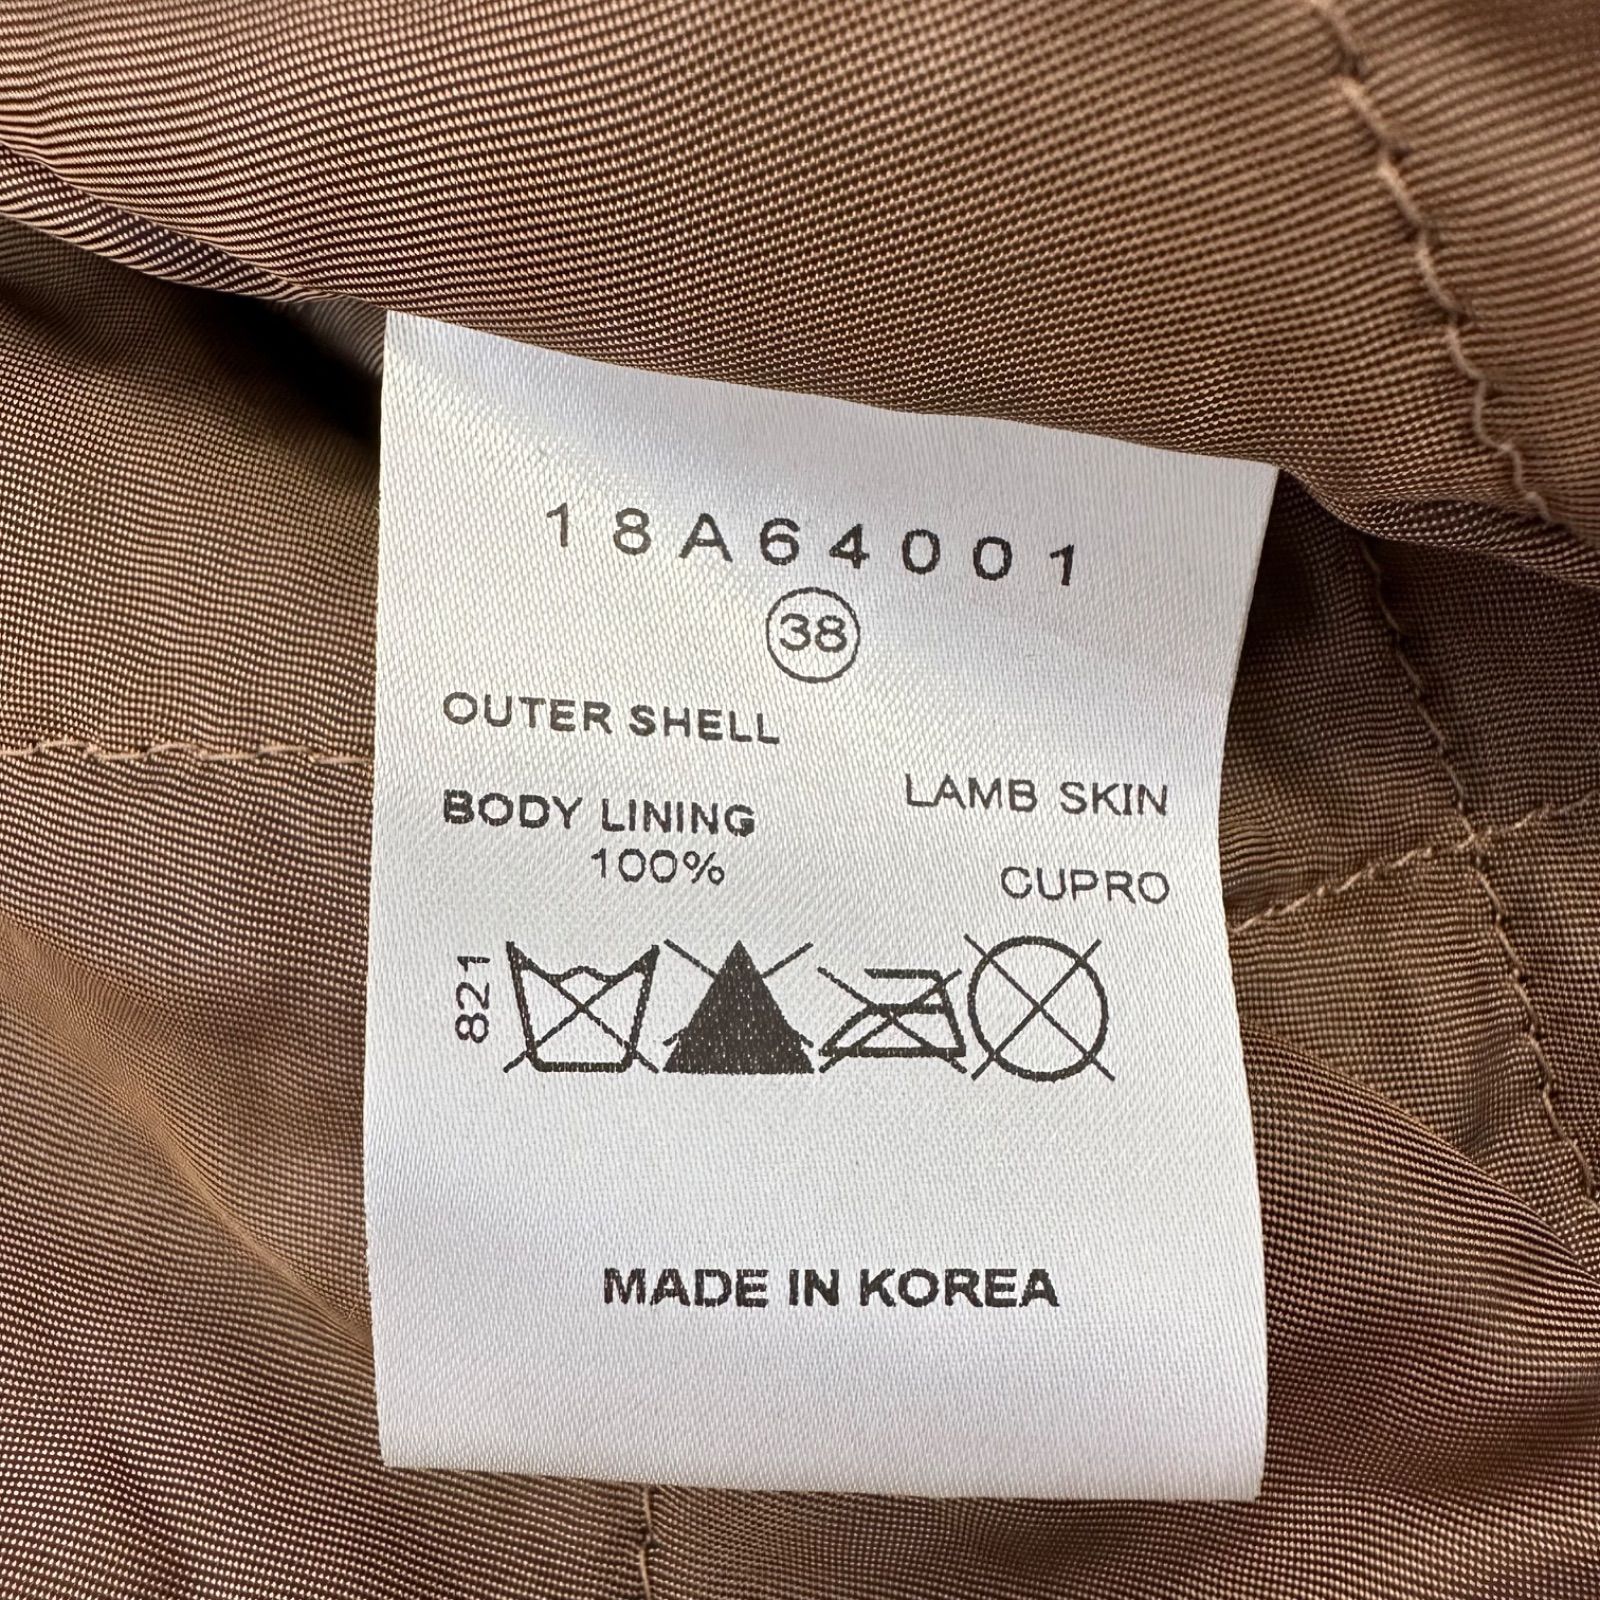 18A64001
38
OUTER SHELL
LAMB SKIN
BODY LINING
100% CUPRO
821
MADE IN KOREA